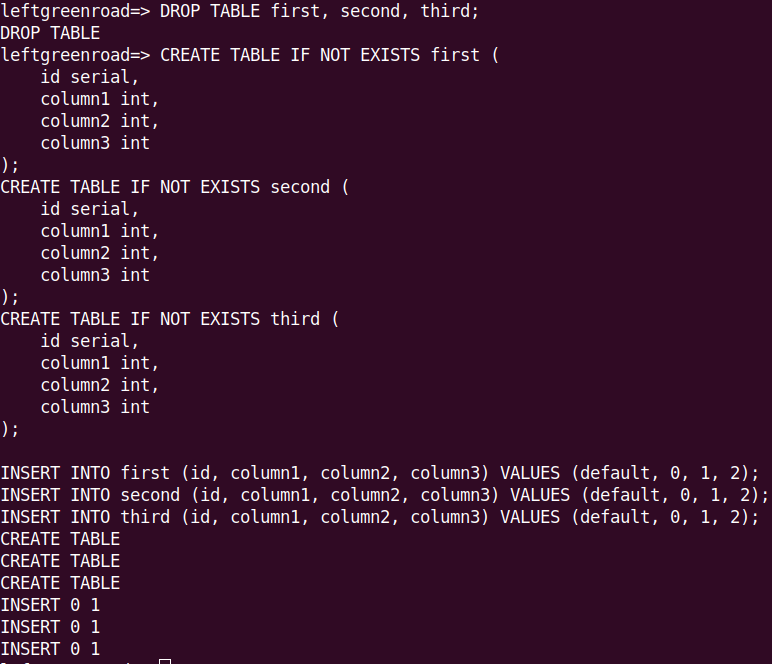 leftgreenroad=> DROP TABLE first, second, third;
DROP TABLE
leftgreenroad=> CREATE TABLE IF NOT EXISTS first (
    id serial,
    column1 int,
    column2 int,
    column3 int
);
CREATE TABLE IF NOT EXISTS second (
    id serial,
    column1 int,
    column2 int,
    column3 int
);
CREATE TABLE IF NOT EXISTS third (
    id serial,
    column1 int,
    column2 int,
    column3 int
);
INSERT INTO first (id, column1, column2, column3) VALUES (default, 0, 1, 2);
INSERT INTO second (id, column1, column2, column3) VALUES (default, 0, 1, 2);
INSERT INTO third (id, column1, column2, column3) VALUES (default, 0, 1, 2);
CREATE TABLE
CREATE TABLE
CREATE TABLE
INSERT 0 1
INSERT 0 1
INSERT 0 1